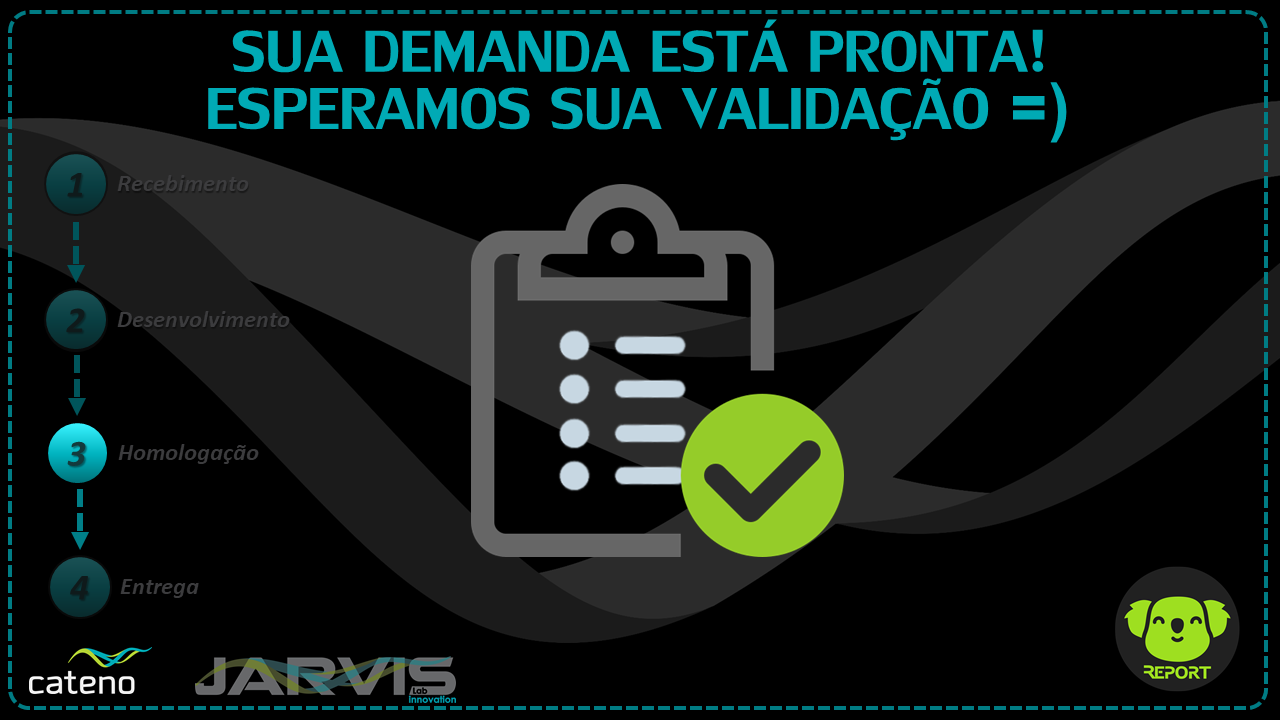 SUA DEMANDA ESTÁ PRONTA!
ESPERAMOS SUA VALIDAÇÃO =)
1 Recebimento
2 Desenvolvimento
3 Homologação
4 Entrega
cateno
JARVIS
Lab
innovation
REPORT